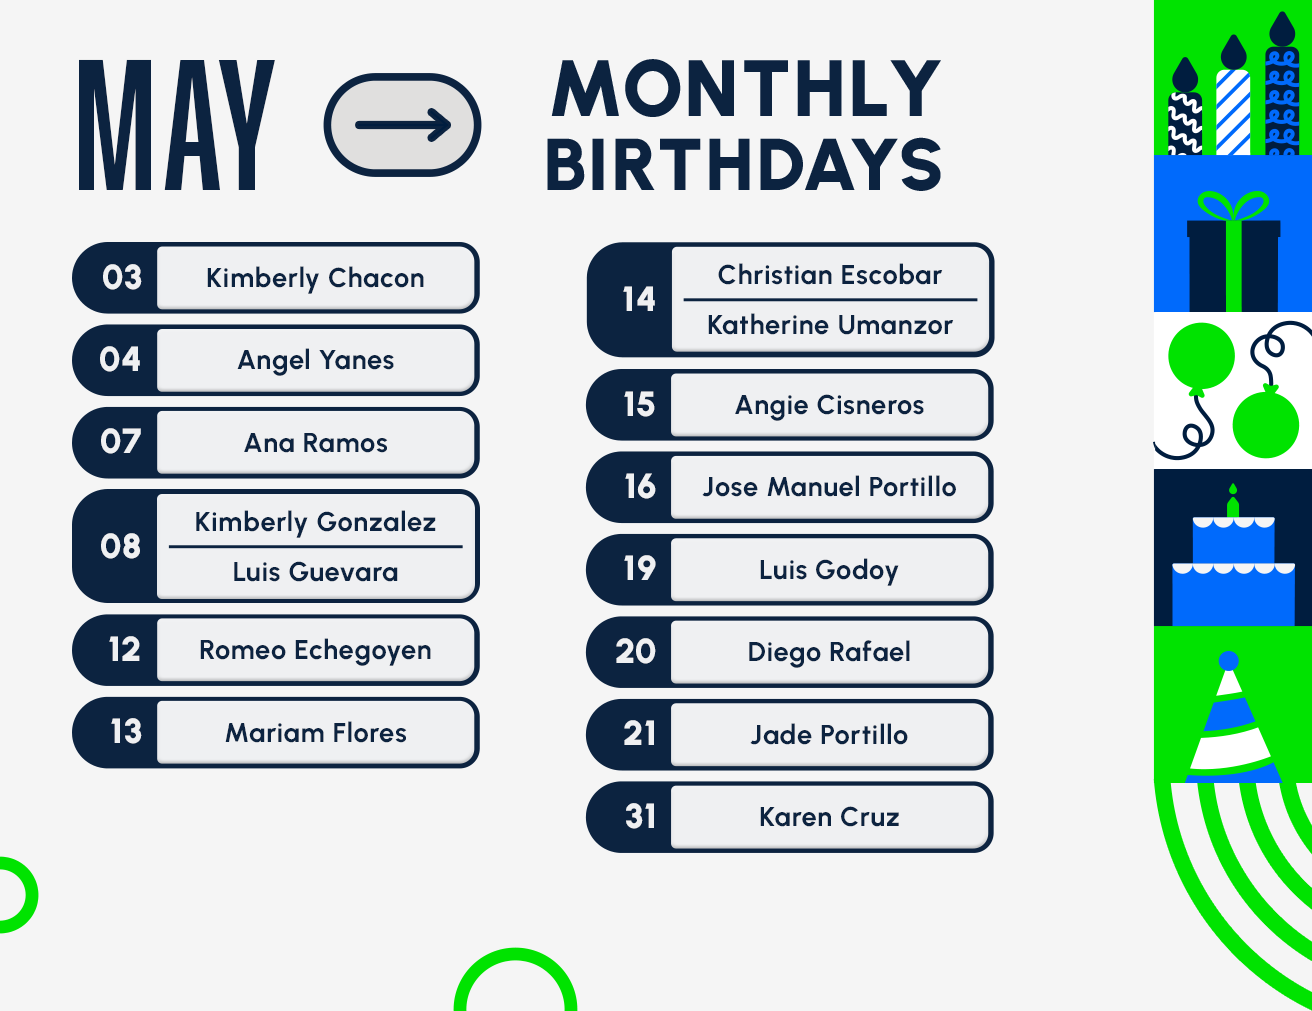 MAY
MONTHLY
BIRTHDAYS
03 Kimberly Chacon
04 Angel Yanes
07 Ana Ramos
08 Kimberly Gonzalez
Luis Guevara
12 Romeo Echegoyen
13 Mariam Flores
14 Christian Escobar
Katherine Umanzor
15 Angie Cisneros
16 Jose Manuel Portillo
19 Luis Godoy
20 Diego Rafael
21 Jade Portillo
31 Karen Cruz